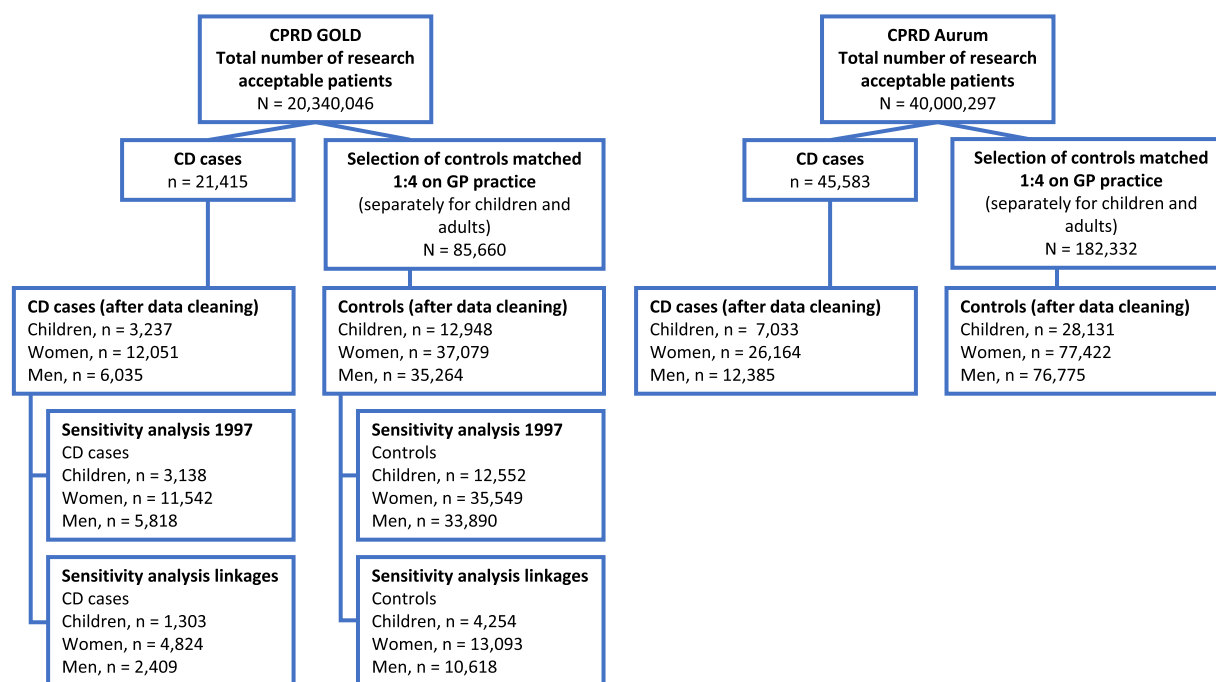 CPRD GOLD
Total number of research
acceptable patients
N = 20,340,046
CD cases
n = 21,415
Selection of controls matched
1:4 on GP practice
(separately for children and
adults)
N = 85,660
CD cases (after data cleaning)
Children, n = 3,237
Women, n = 12,051
Men, n = 6,035
Controls (after data cleaning)
Children, n = 12,948
Women, n = 37,079
Men, n = 35,264
Sensitivity analysis 1997
CD cases
Children, n = 3,138
Women, n = 11,542
Men, n = 5,818
Sensitivity analysis 1997
Controls
Children, n = 12,552
Women, n = 35,549
Men, n = 33,890
Sensitivity analysis linkages
CD cases
Children, n = 1,303
Women, n = 4,824
Men, n = 2,409
Sensitivity analysis linkages
Controls
Children, n = 4,254
Women, n = 13,093
Men, n = 10,618
CPRD Aurum
Total number of research
acceptable patients
N = 40,000,297
CD cases
n = 45,583
Selection of controls matched
1:4 on GP practice
(separately for children and
adults)
N = 182,332
CD cases (after data cleaning)
Children, n =  7,033
Women, n = 26,164
Men, n = 12,385
Controls (after data cleaning)
Children, n = 28,131
Women, n = 77,422
Men, n = 76,775